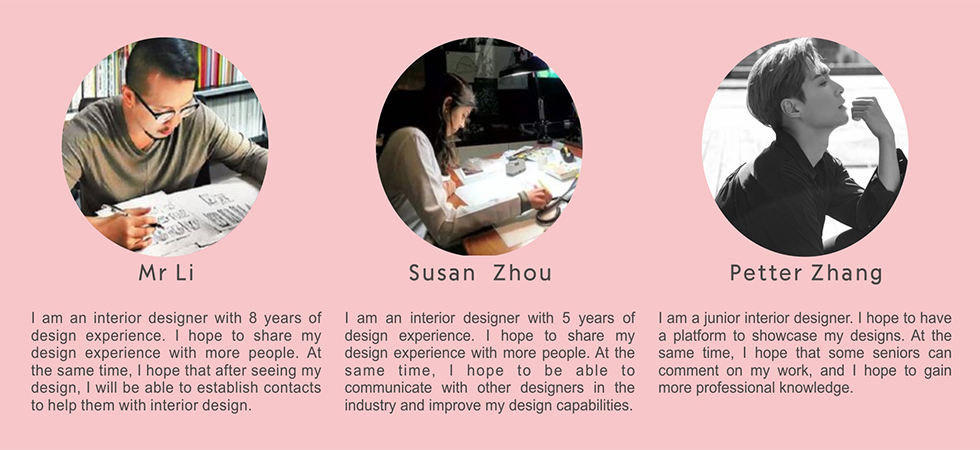 Mr Li
I am an interior designer with 8 years of
design experience. I hope to share my
design experience with more people. At
the same time, I hope that after seeing my
design, I will be able to establish contacts
to help them with interior design.
Susan Zhou
I am an interior designer with 5 years of
design experience. I hope to share my
design experience with more people. At the
same time, I hope to be able to
communicate with other designers in the
industry and improve my design capabilities.
Petter Zhang
I am a junior interior designer. I hope to have
a platform to showcase my designs. At the
same time, I hope that some seniors can
comment on my work, and I hope to gain
more professional knowledge.